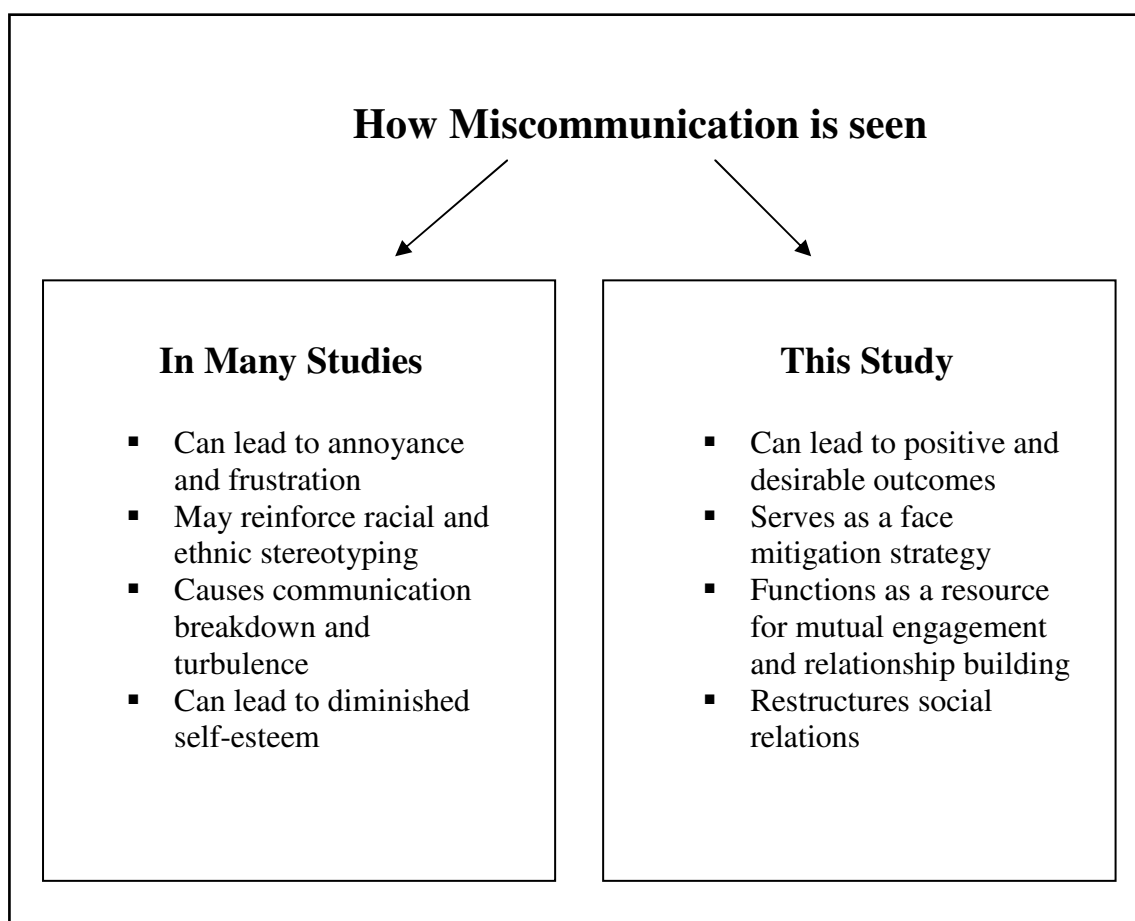 How Miscommunication is seen
In Many Studies
▪ Can lead to annoyance
and frustration
▪ May reinforce racial and
ethnic stereotyping
▪ Causes communication
breakdown and
turbulence
▪ Can lead to diminished
self-esteem
This Study
▪ Can lead to positive and
desirable outcomes
▪ Serves as a face
mitigation strategy
▪ Functions as a resource
for mutual engagement
and relationship building
▪ Restructures social
relations